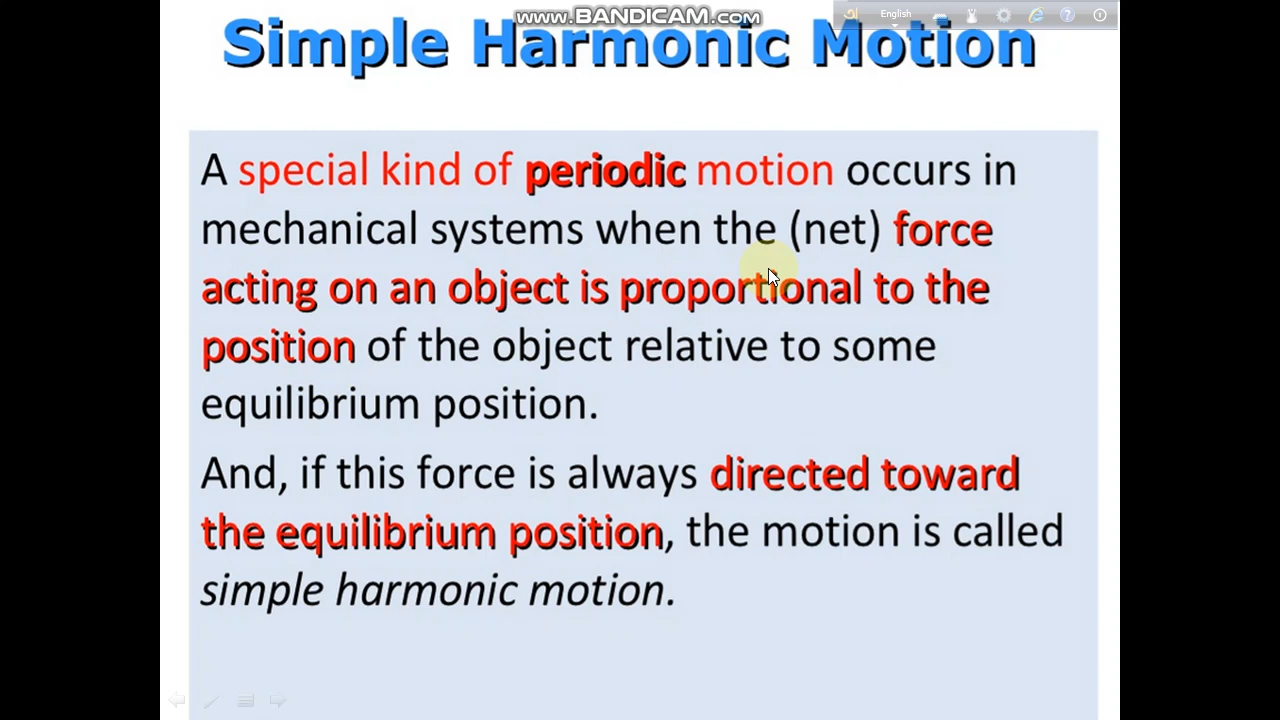 www.BANDICAM.com
English
Simple Harmonic Motion
A special kind of periodic motion occurs in
mechanical systems when the (net) force
acting on an object is proportional to the
position of the object relative to some
equilibrium position.
And, if this force is always directed toward
the equilibrium position, the motion is called
simple harmonic motion.